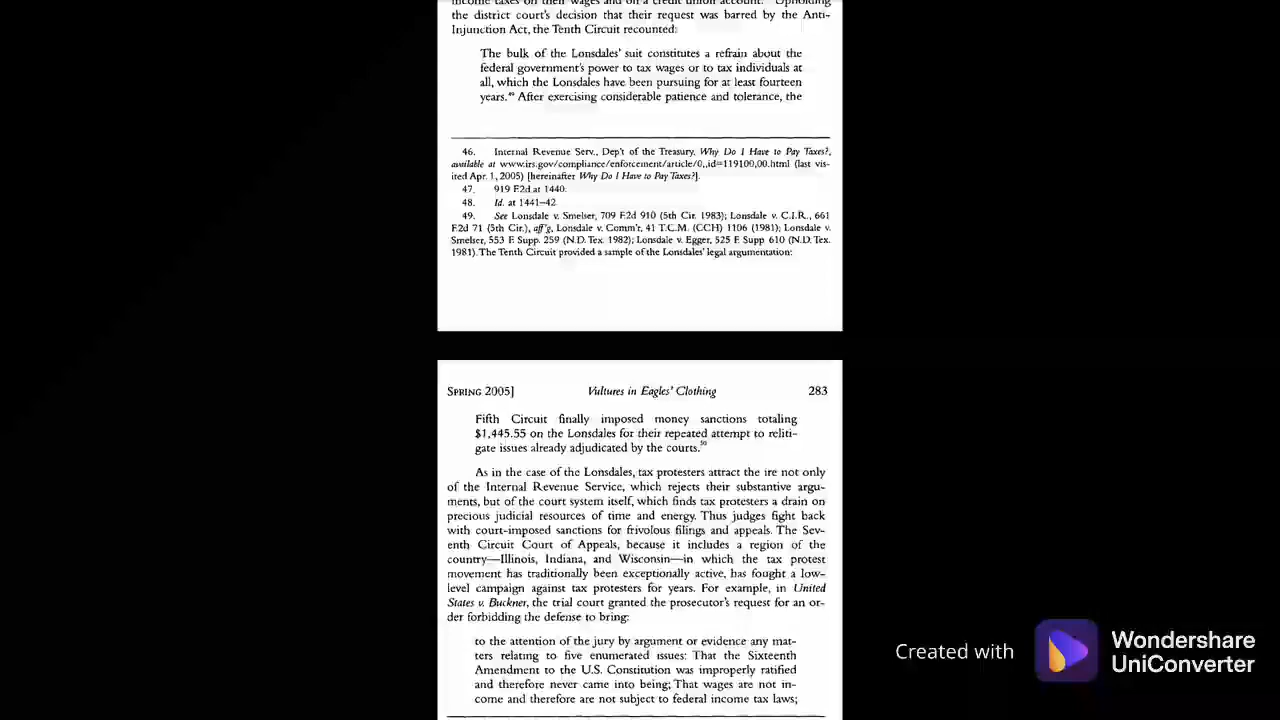 income taxes on their wages and on a credit union account. Upholding
the district court's decision that their request was barred by the Anti-
Injunction Act, the Tenth Circuit recounted:
The bulk of the Lonsdales' suit constitutes a refrain about the
federal government's power to tax wages or to tax individuals at
all, which the Lonsdales have been pursuing for at least fourteen
years.49 After exercising considerable patience and tolerance, the
46. Internal Revenue Serv., Dep't of the Treasury, Why Do I Have to Pay Taxes?,
available at www.irs.gov/compliance/enforcement/article/0,,id=119100,00.html (last vis-
ited Apr. 1, 2005) [hereinafter Why Do I Have to Pay Taxes?].
47. 919 F.2d at 1440.
48. Id. at 1441–42.
49. See Lonsdale v. Smelser, 709 F.2d 910 (5th Cir. 1983); Lonsdale v. C.I.R., 661
F.2d 71 (5th Cir.), aff'g, Lonsdale v. Comm'r, 41 T.C.M. (CCH) 1106 (1981); Lonsdale v.
Smelser, 553 F. Supp. 259 (N.D. Tex. 1982); Lonsdale v. Egger, 525 F. Supp 610 (N.D. Tex.
1981). The Tenth Circuit provided a sample of the Lonsdales' legal argumentation:
SPRING 2005] Vultures in Eagles' Clothing 283
Fifth Circuit finally imposed money sanctions totaling
$1,445.55 on the Lonsdales for their repeated attempt to reliti-
gate issues already adjudicated by the courts.50
As in the case of the Lonsdales, tax protesters attract the ire not only
of the Internal Revenue Service, which rejects their substantive argu-
ments, but of the court system itself, which finds tax protesters a drain on
precious judicial resources of time and energy. Thus judges fight back
with court-imposed sanctions for frivolous filings and appeals. The Sev-
enth Circuit Court of Appeals, because it includes a region of the
country—Illinois, Indiana, and Wisconsin—in which the tax protest
movement has traditionally been exceptionally active, has fought a low-
level campaign against tax protesters for years. For example, in United
States v. Buckner, the trial court granted the prosecutor's request for an or-
der forbidding the defense to bring:
to the attention of the jury by argument or evidence any mat-
ters relating to five enumerated issues: That the Sixteenth
Amendment to the U.S. Constitution was improperly ratified
and therefore never came into being; That wages are not in-
come and therefore are not subject to federal income tax laws;
Created with Wondershare
UniConverter